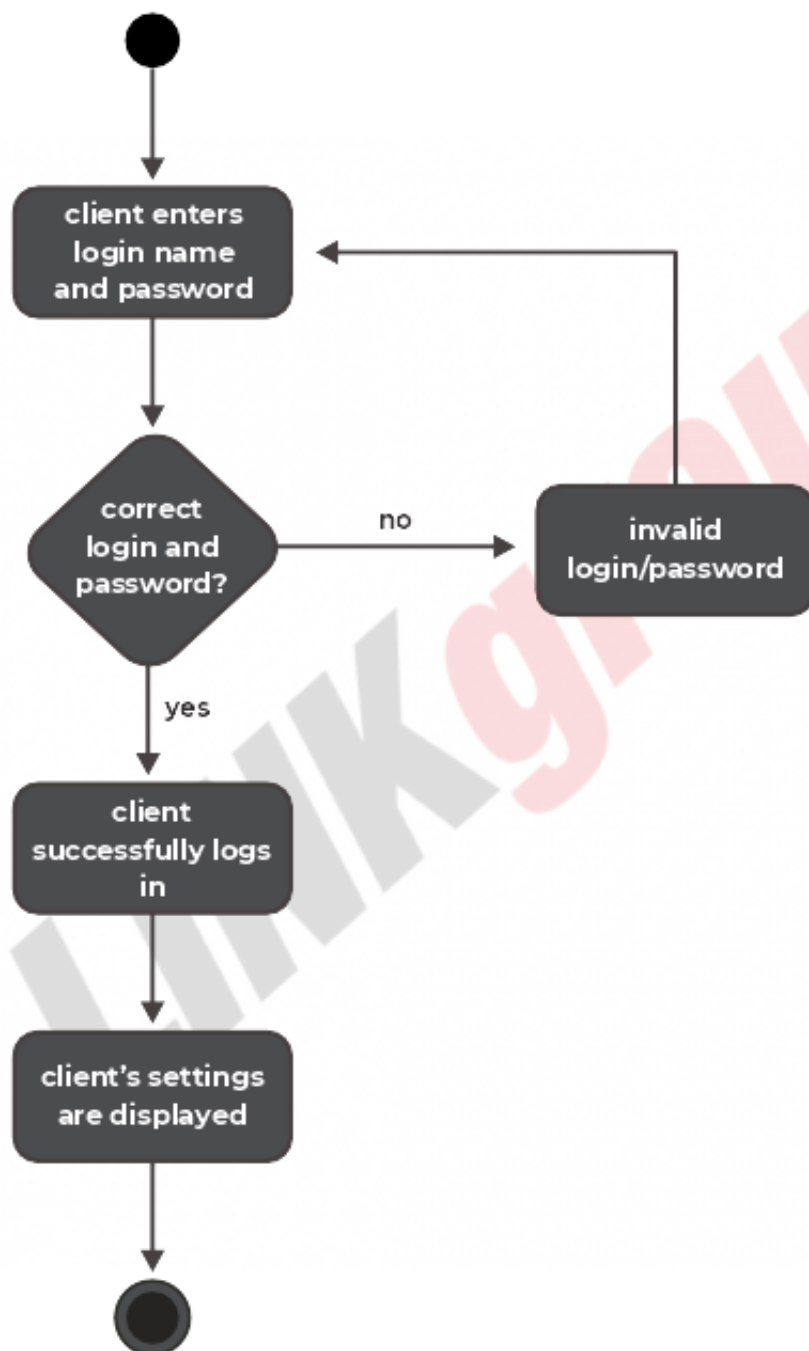 client enters
login name
and password
correct
login and
password?
no
invalid
login/password
yes
client
successfully logs
in
client's settings
are displayed
LINKgrou